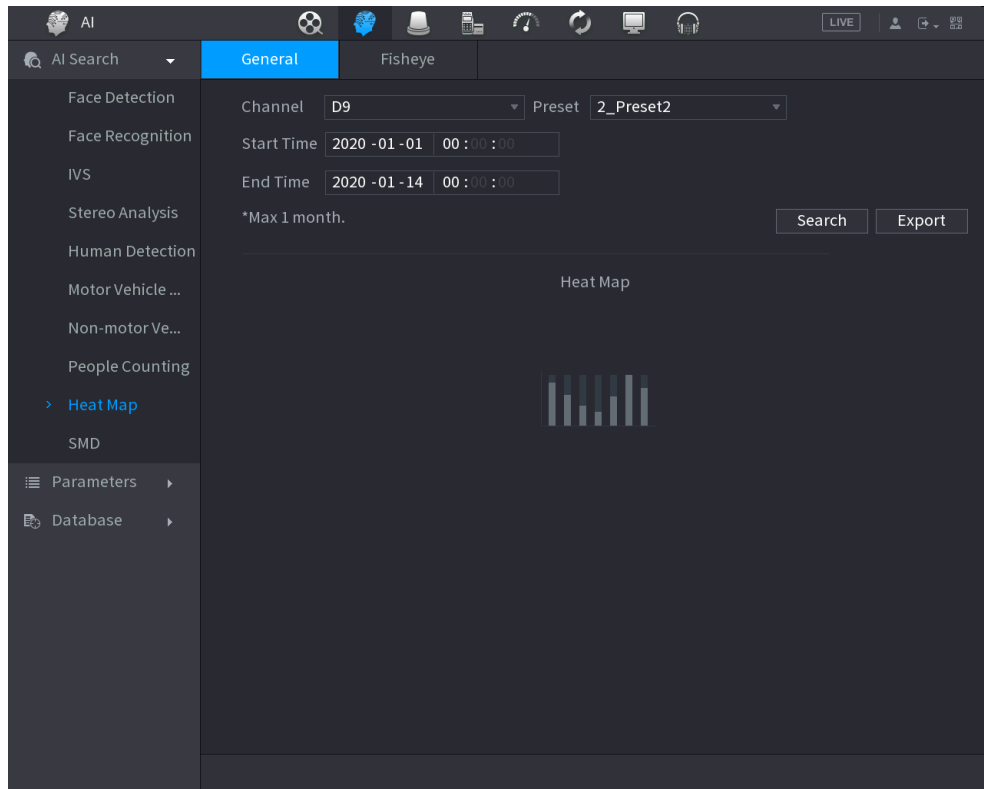 AI
LIVE
AI Search
General
Fisheye
Face Detection
Face Recognition
IVS
Stereo Analysis
Human Detection
Motor Vehicle ...
Non-motor Ve...
People Counting
Heat Map
SMD
Parameters
Database
Channel D9 Preset 2_Preset2
Start Time 2020 -01 -01 00 :00 :00
End Time 2020 -01 -14 00 :00 :00
*Max 1 month.
Search Export
Heat Map